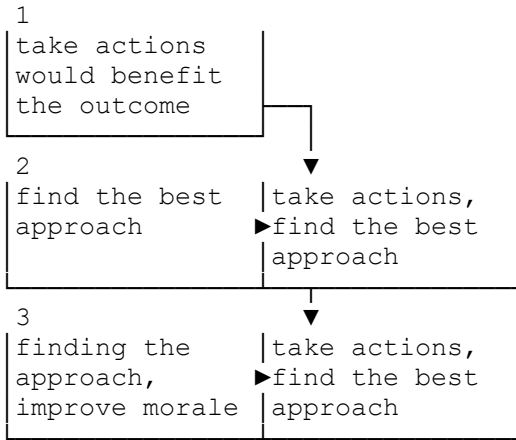 1
take actions
would benefit
the outcome
2
find the best
approach
take actions,
find the best
approach
3
finding the
approach,
improve morale
take actions,
find the best
approach